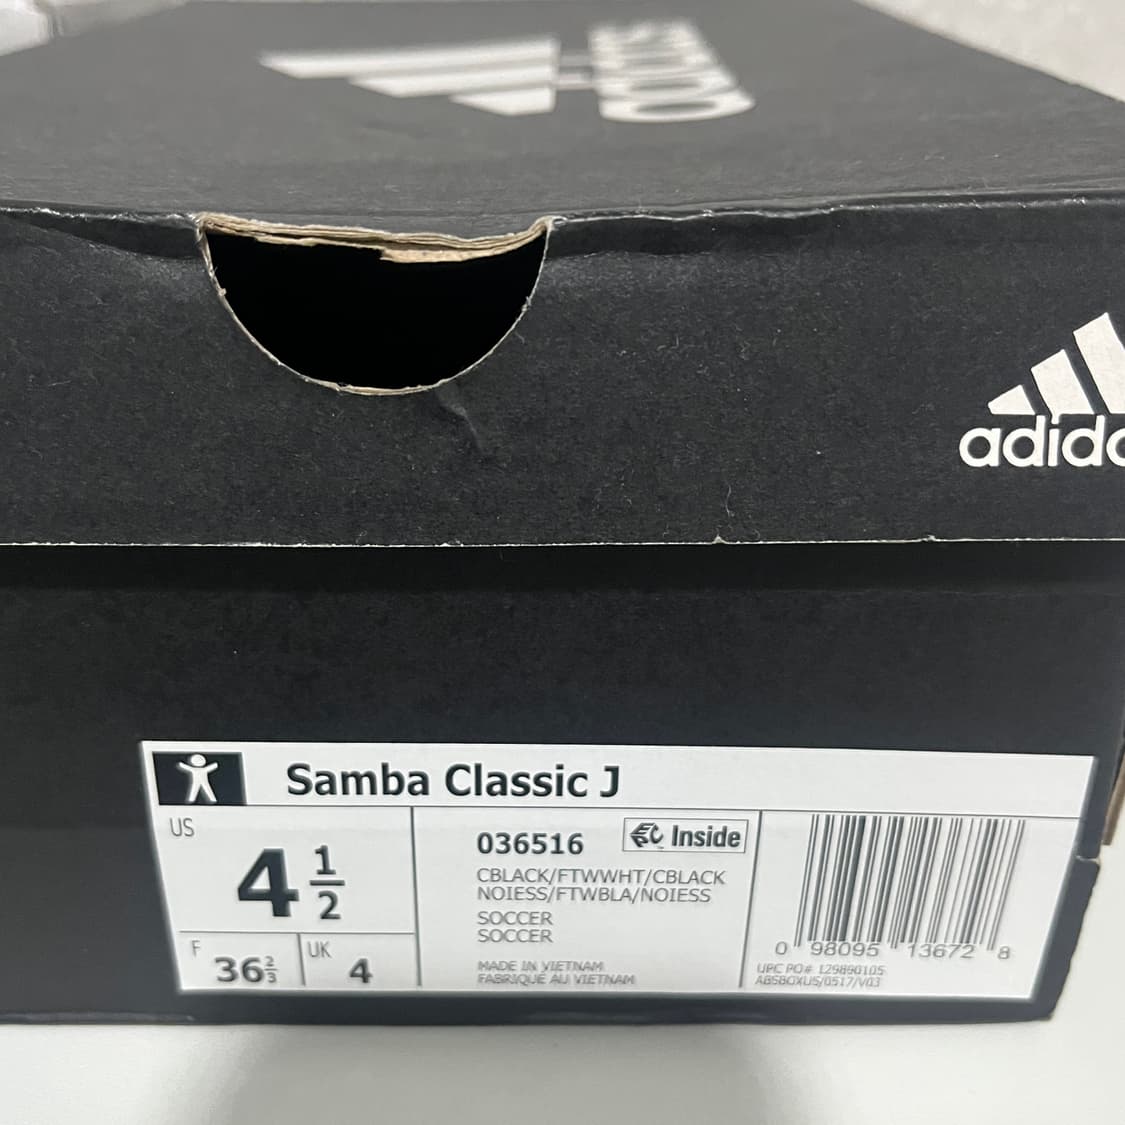 adidas
adida
Samba Classic J
US
4 1/2
F
36 2/3
UK
4
036516
EC Inside
CBLACK/FTWWHT/CBLACK
NOIESS/FTWBLA/NOIESS
SOCCER
SOCCER
MADE IN VIETNAM
FABRIQUE AU VIETNAM
0 98095 13672 8
UPC PO# 129890105
ABSBOXUS/0517/V03